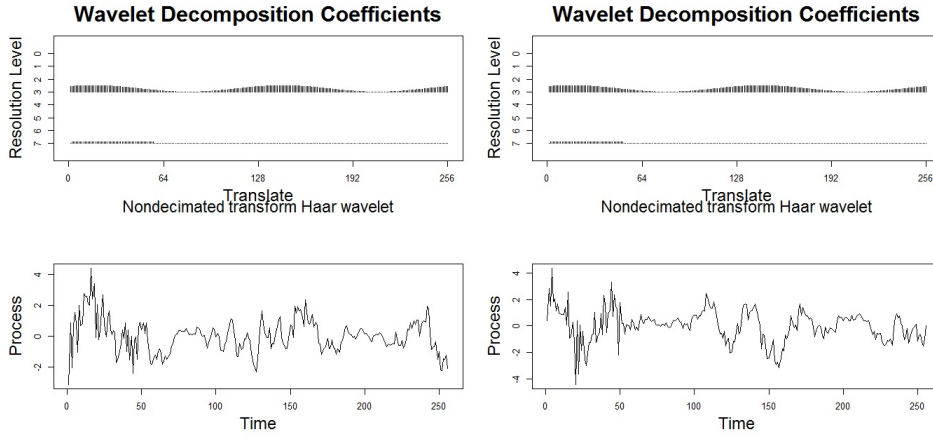 Wavelet Decomposition Coefficients
Resolution Level
0
1
2
3
4
5
6
7
0 64 128 192 256
Translate
Nondecimated transform Haar wavelet
Process
4
2
0
-2
0 50 100 150 200 250
Time
Wavelet Decomposition Coefficients
Resolution Level
0
1
2
3
4
5
6
7
0 64 128 192 256
Translate
Nondecimated transform Haar wavelet
Process
4
2
0
-2
-4
0 50 100 150 200 250
Time